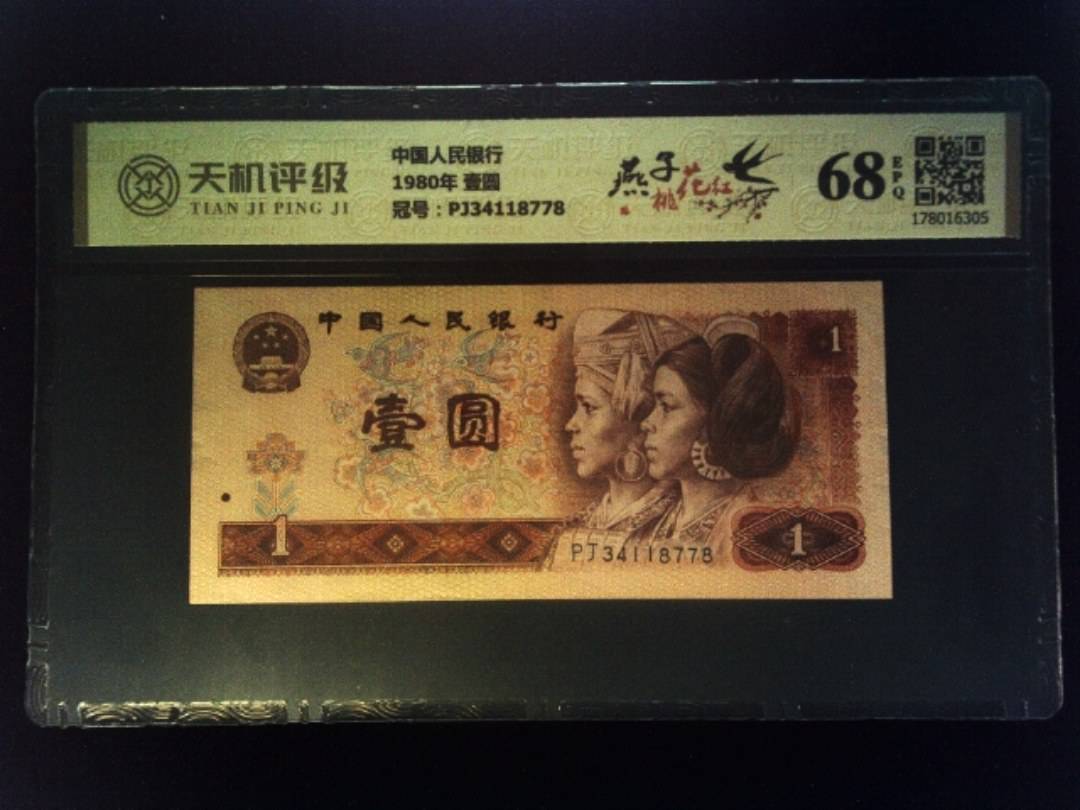 天机评级
TIAN JI PING JI
中国人民银行
1980年 壹圆
冠号：PJ34118778
燕子
桃花红
68
EPQ
178016305
中国人民银行
1
壹圆
1
PJ34118778
1